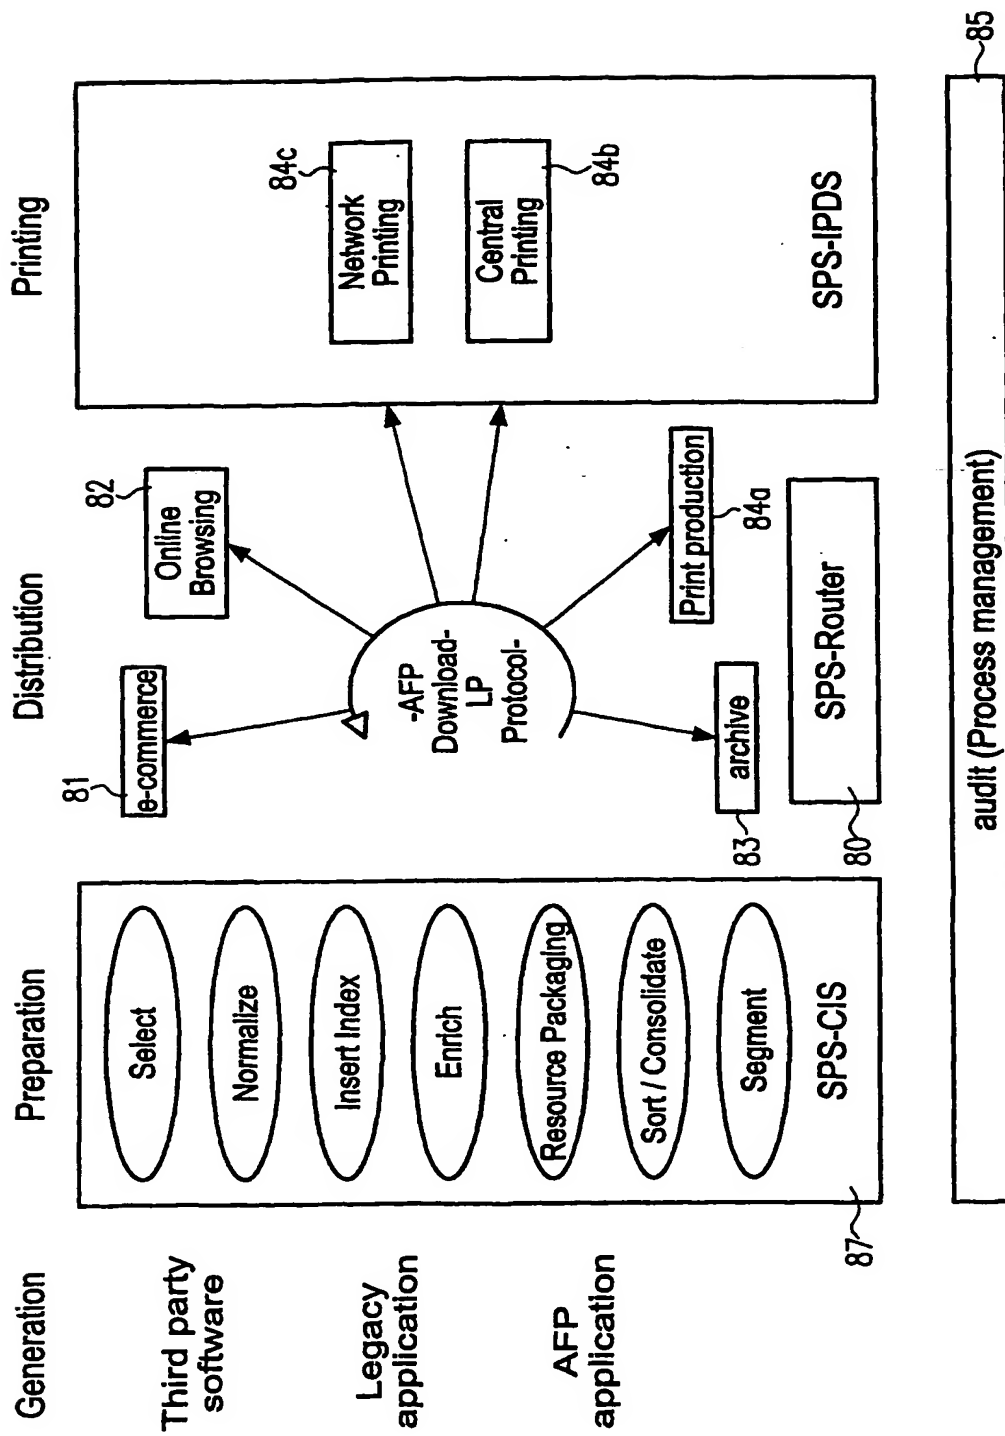 Generation
Preparation
Distribution
Printing
Third party
software
Legacy
application
AFP
application
Select
Normalize
Insert Index
Enrich
Resource Packaging
Sort / Consolidate
Segment
SPS-CIS
87
81
e-commerce
82
Online
Browsing
-AFP
Download-
LP
Protocol-
archive
83
Print production
84a
SPS-Router
80
84c
Network
Printing
Central
Printing
84b
SPS-IPDS
audit (Process management)
85